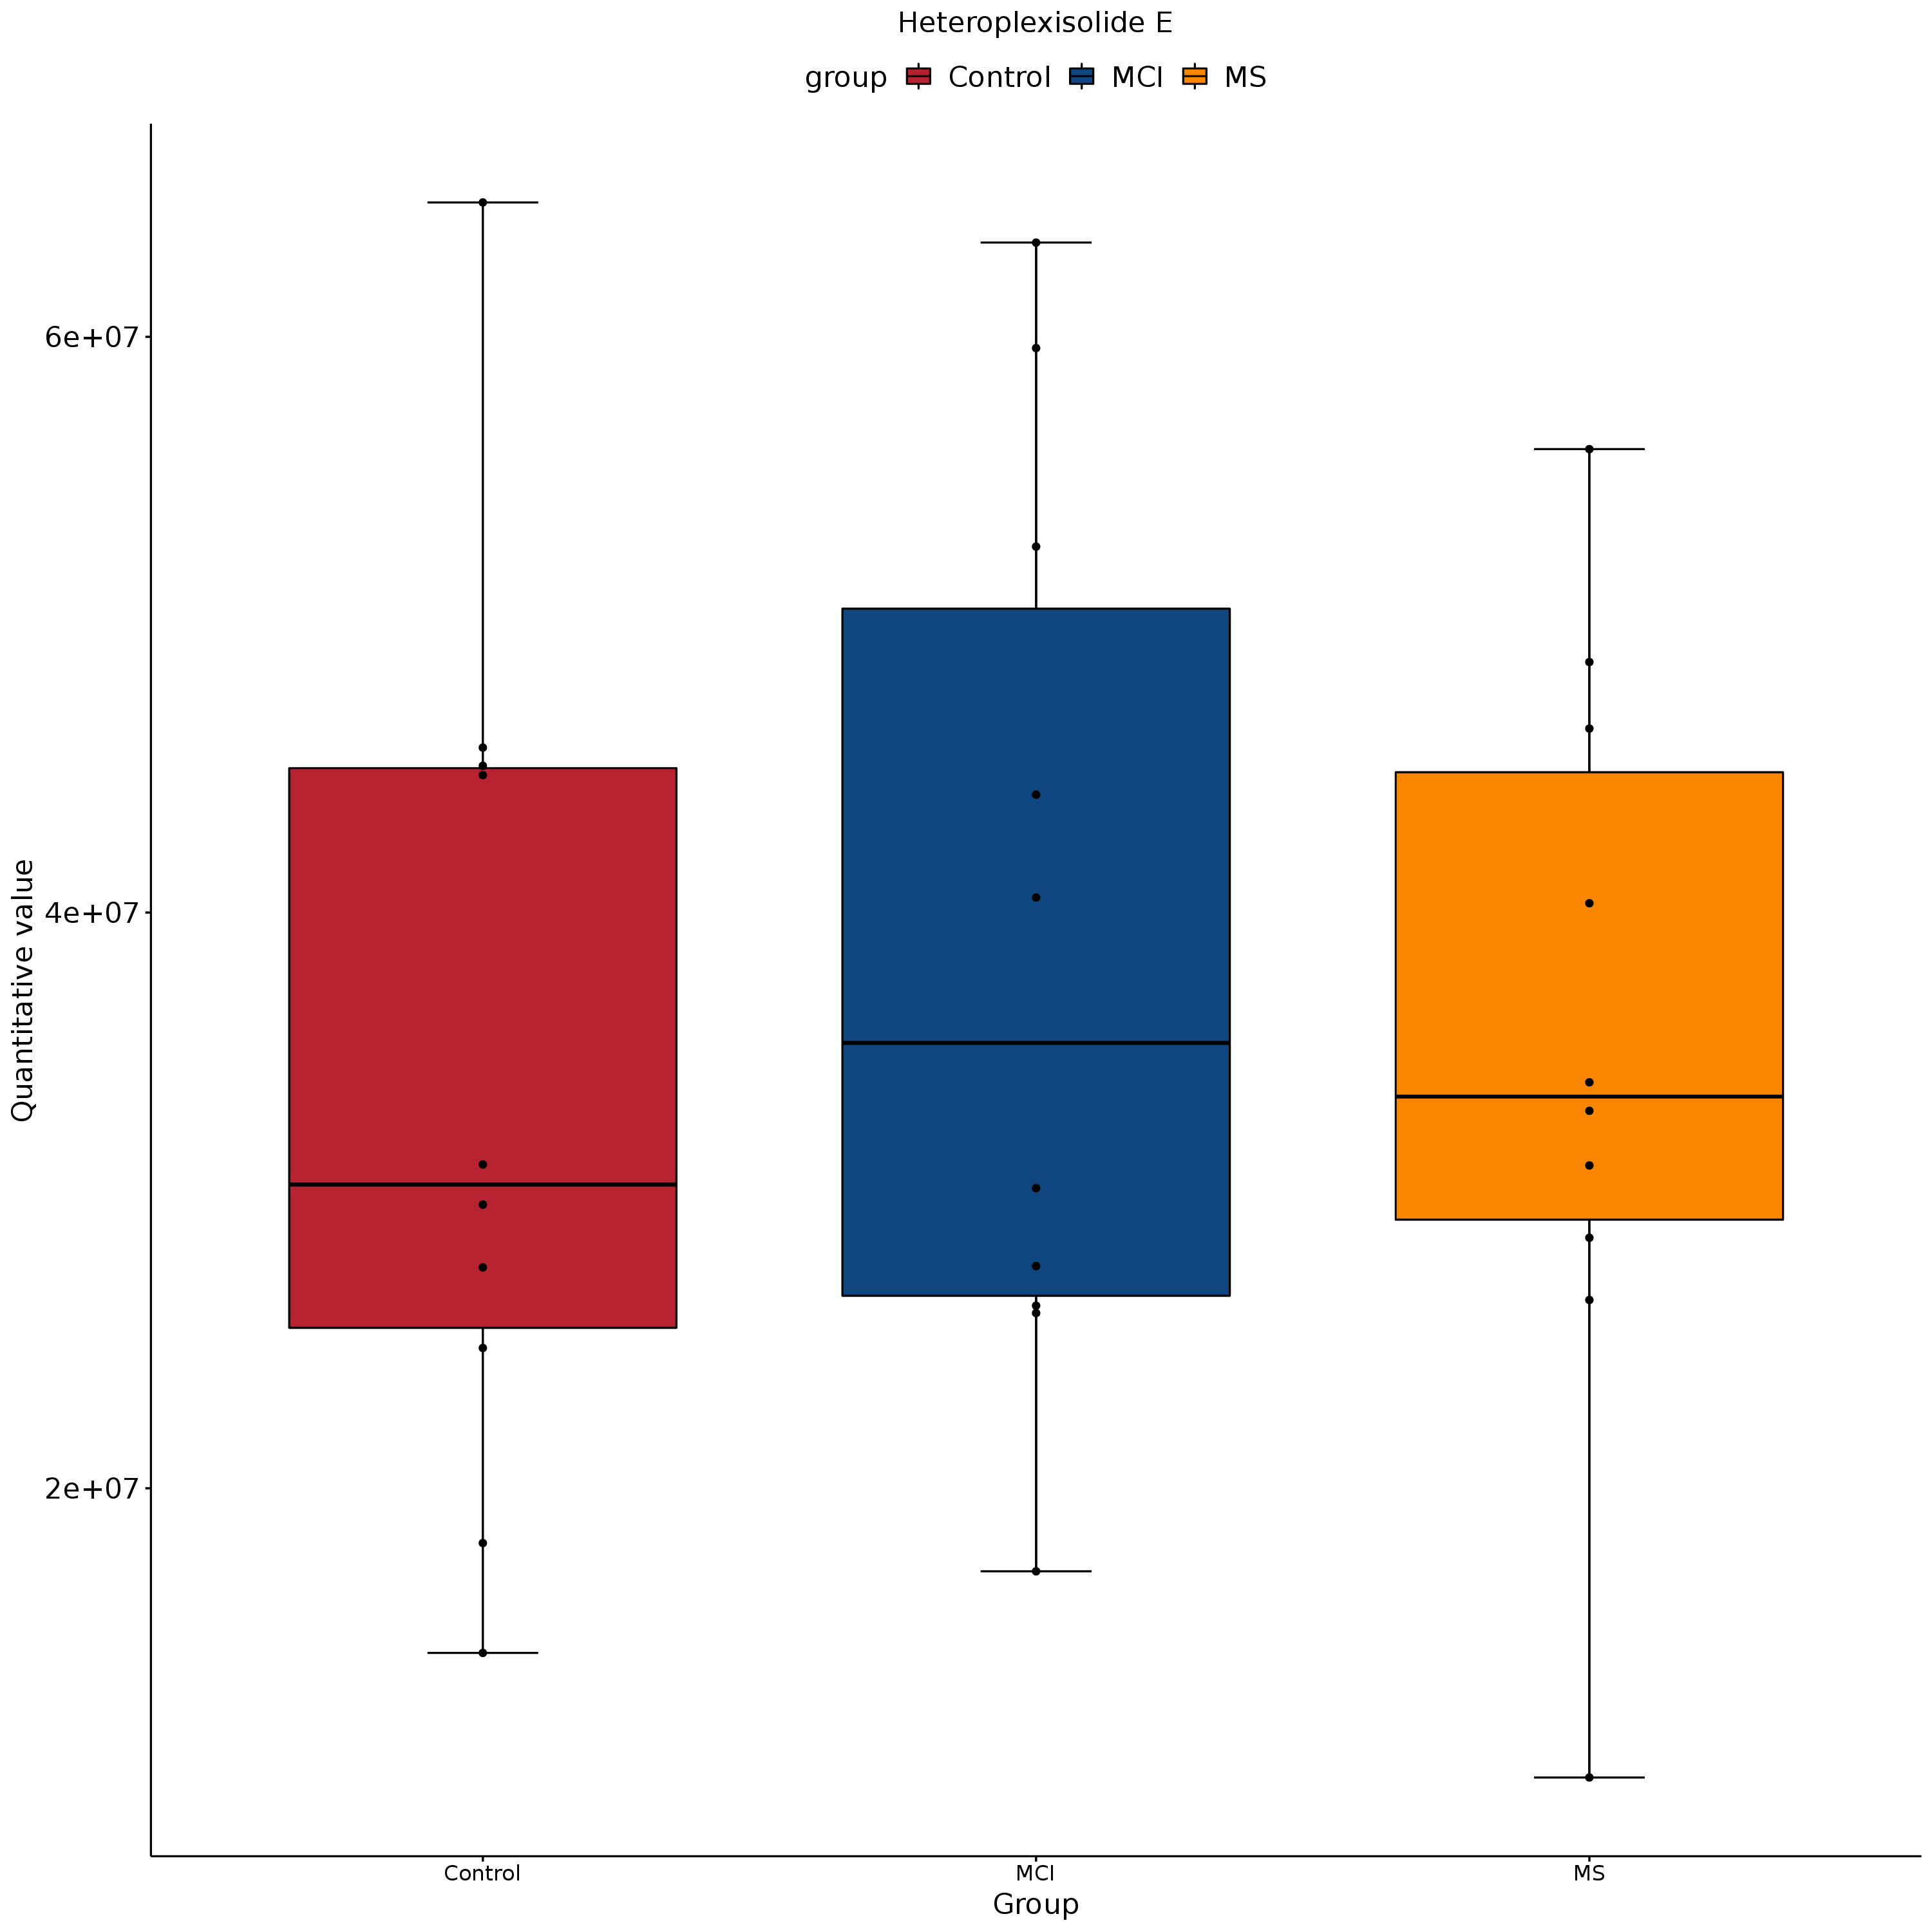 Heteroplexisolide E
group Control MCI MS
Quantitative value
6e+07
4e+07
2e+07
Control MCI MS
Group